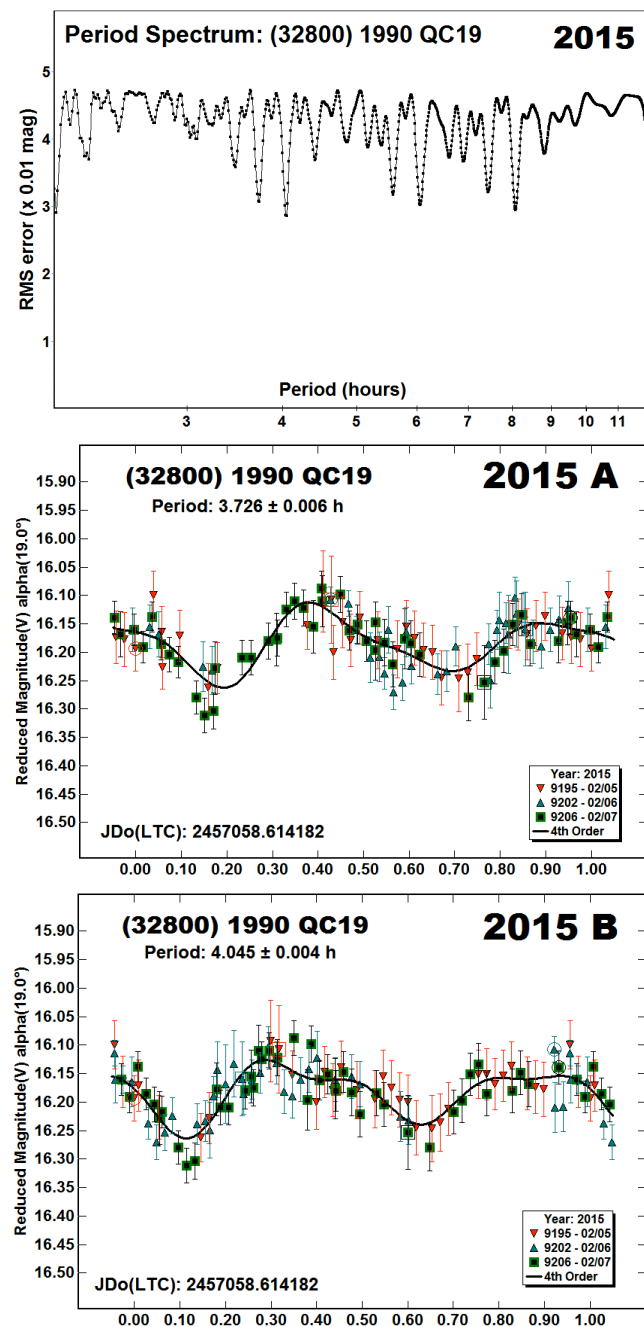 Period Spectrum: (32800) 1990 QC19 2015
5
4
3
2
1
RMS error (x 0.01 mag)
Period (hours)
3 4 5 6 7 8 9 10 11
(32800) 1990 QC19 2015 A
Period: 3.726 ± 0.006 h
15.90
15.95
16.00
16.05
16.10
16.15
16.20
16.25
16.30
16.35
16.40
16.45
16.50
Reduced Magnitude(V) alpha(19.0°)
Year: 2015
9195 - 02/05
9202 - 02/06
9206 - 02/07
4th Order
JDo(LTC): 2457058.614182
0.00 0.10 0.20 0.30 0.40 0.50 0.60 0.70 0.80 0.90 1.00
(32800) 1990 QC19 2015 B
Period: 4.045 ± 0.004 h
15.90
15.95
16.00
16.05
16.10
16.15
16.20
16.25
16.30
16.35
16.40
16.45
16.50
Reduced Magnitude(V) alpha(19.0°)
Year: 2015
9195 - 02/05
9202 - 02/06
9206 - 02/07
4th Order
JDo(LTC): 2457058.614182
0.00 0.10 0.20 0.30 0.40 0.50 0.60 0.70 0.80 0.90 1.00